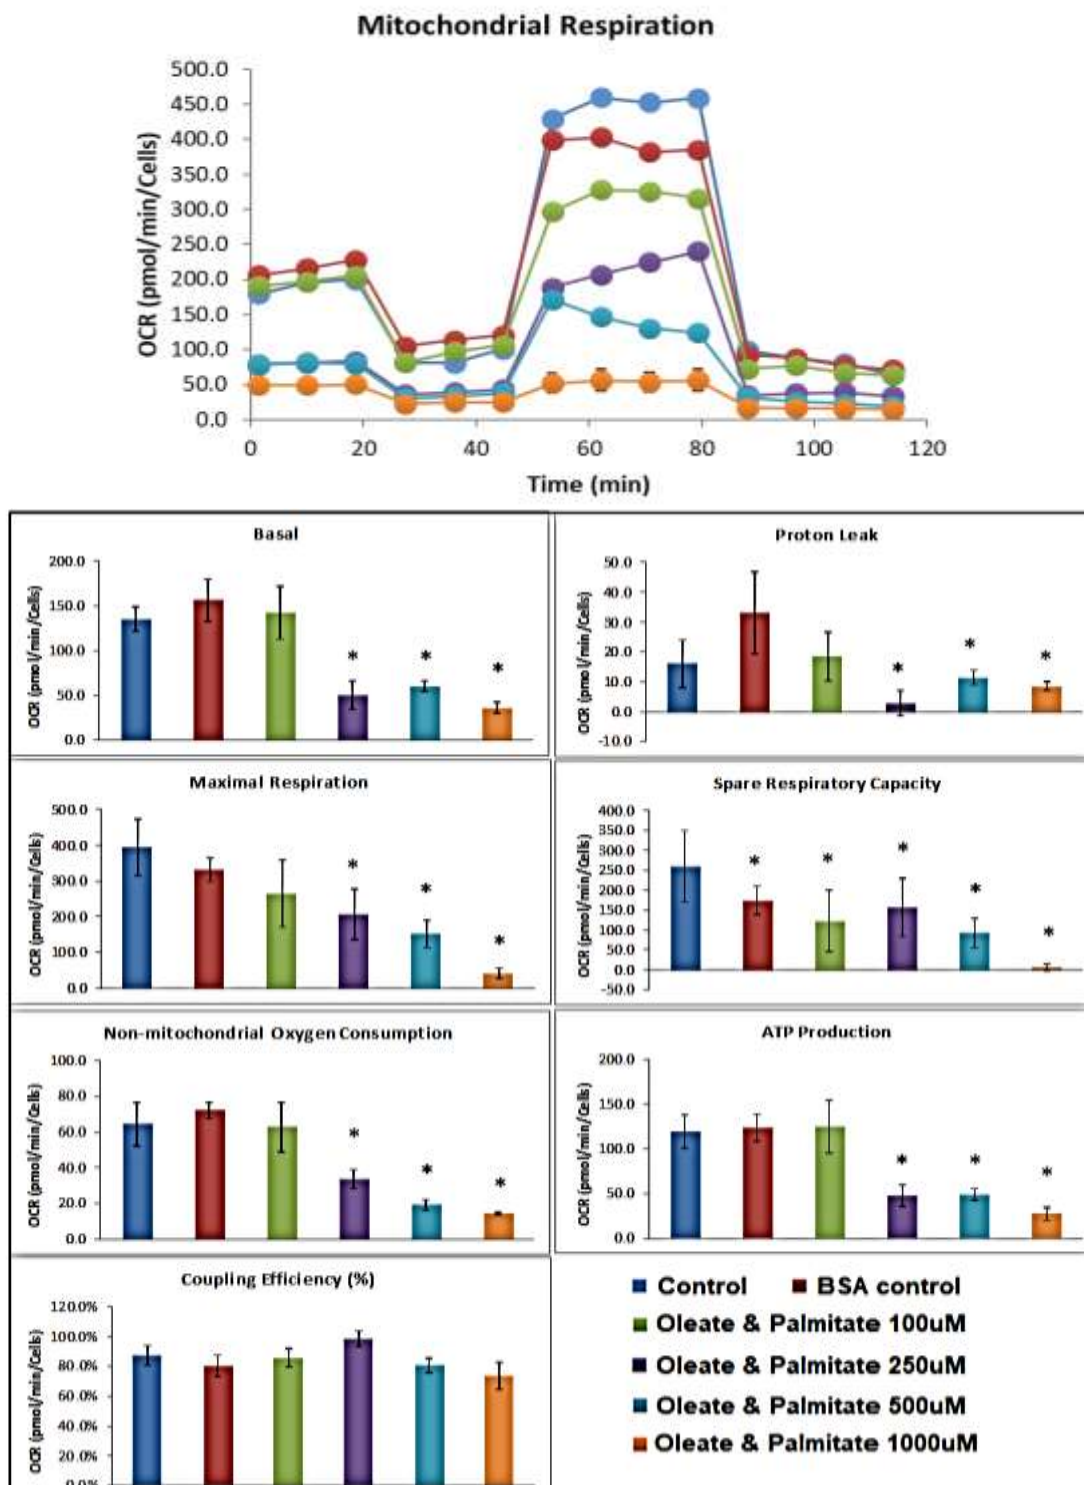 Mitochondrial Respiration
OCR (pmol/min/Cells)
500.0
450.0
400.0
350.0
300.0
250.0
200.0
150.0
100.0
50.0
0.0
0 20 40 60 80 100 120
Time (min)
Basal
OCR (pmol/min/Cells)
200.0
150.0
100.0
50.0
0.0
* * *
Proton Leak
OCR (pmol/min/Cells)
50.0
40.0
30.0
20.0
10.0
0.0
-10.0
* * *
Maximal Respiration
OCR (pmol/min/Cells)
500.0
400.0
300.0
200.0
100.0
0.0
* * *
Spare Respiratory Capacity
OCR (pmol/min/Cells)
400.0
350.0
300.0
250.0
200.0
150.0
100.0
50.0
0.0
-50.0
* * * * *
Non-mitochondrial Oxygen Consumption
OCR (pmol/min/Cells)
100.0
80.0
60.0
40.0
20.0
0.0
* * *
ATP Production
OCR (pmol/min/Cells)
200.0
150.0
100.0
50.0
0.0
* * *
Coupling Efficiency (%)
OCR (pmol/min/Cells)
120.0%
100.0%
80.0%
60.0%
40.0%
20.0%
0.0%
Control BSA control
Oleate & Palmitate 100uM
Oleate & Palmitate 250uM
Oleate & Palmitate 500uM
Oleate & Palmitate 1000uM